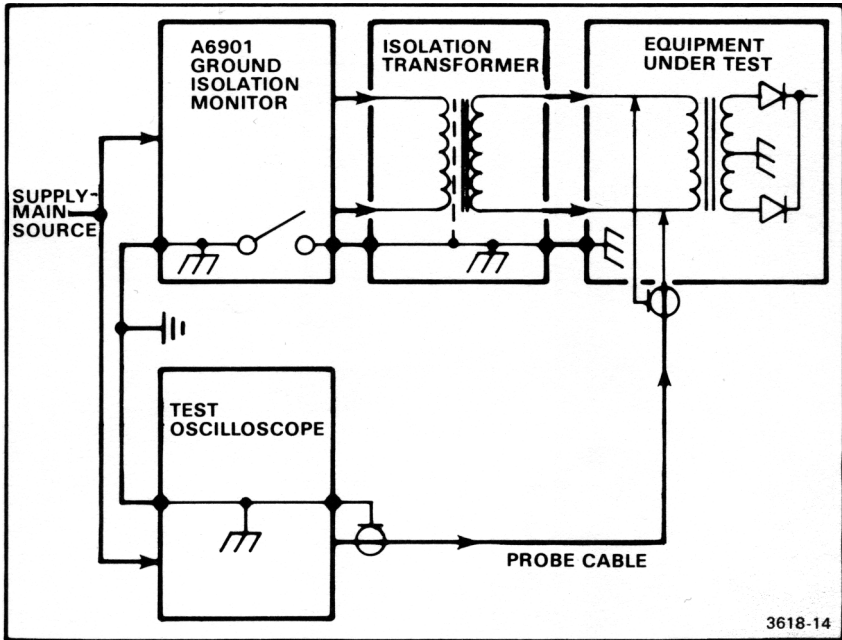 A6901
GROUND
ISOLATION
MONITOR
ISOLATION
TRANSFORMER
EQUIPMENT
UNDER TEST
SUPPLY-
MAIN
SOURCE
TEST
OSCILLOSCOPE
PROBE CABLE
3618-14